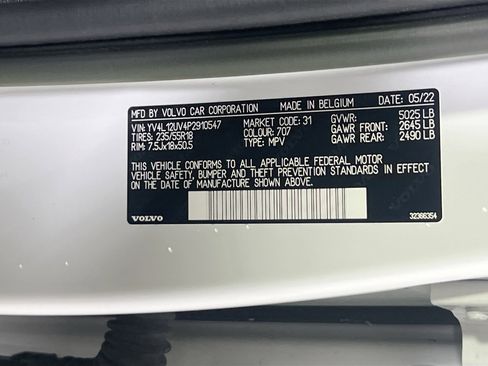 MFD BY VOLVO CAR CORPORATION MADE IN BELGIUM DATE: 05/22
VIN: YV4L12UV4P2910547 MARKET CODE: 31 GVWR: 5025 LB
TIRES: 235/55R18 COLOUR: 707 GAWR FRONT: 2645 LB
RIM: 7.5Jx18x50.5 TYPE: MPV GAWR REAR: 2490 LB
THIS VEHICLE CONFORMS TO ALL APPLICABLE FEDERAL MOTOR
VEHICLE SAFETY, BUMPER AND THEFT PREVENTION STANDARDS IN EFFECT
ON THE DATE OF MANUFACTURE SHOWN ABOVE.
VOLVO 32366354